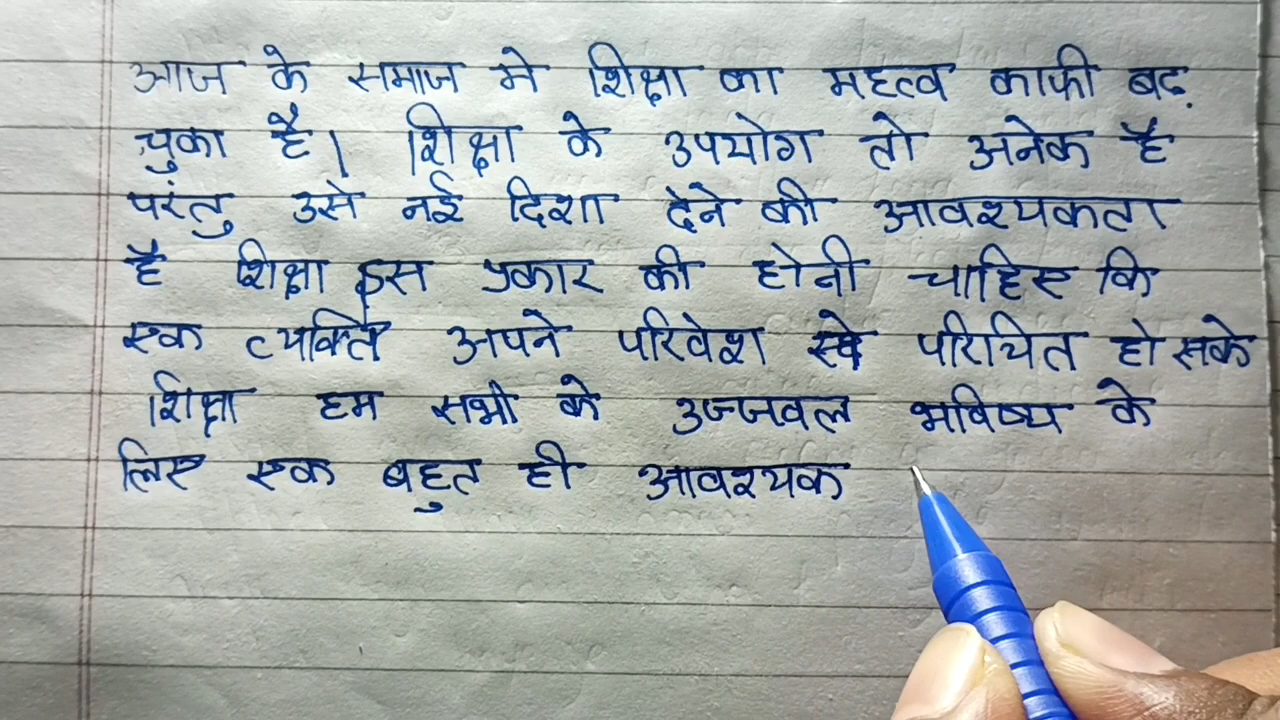 आज के समाज मे शिक्षा का महत्व काफी बढ़
चुका है। शिक्षा के उपयोग तो अनेक है
परंतु उसे नई दिशा देने की आवश्यकता
है शिक्षा इस प्रकार की होनी चाहिए कि
एक व्यक्ति अपने परिवेश से परिचित हो सके
शिक्षा हम सभी के उज्जवल भविष्य के
लिए एक बहुत ही आवश्यक